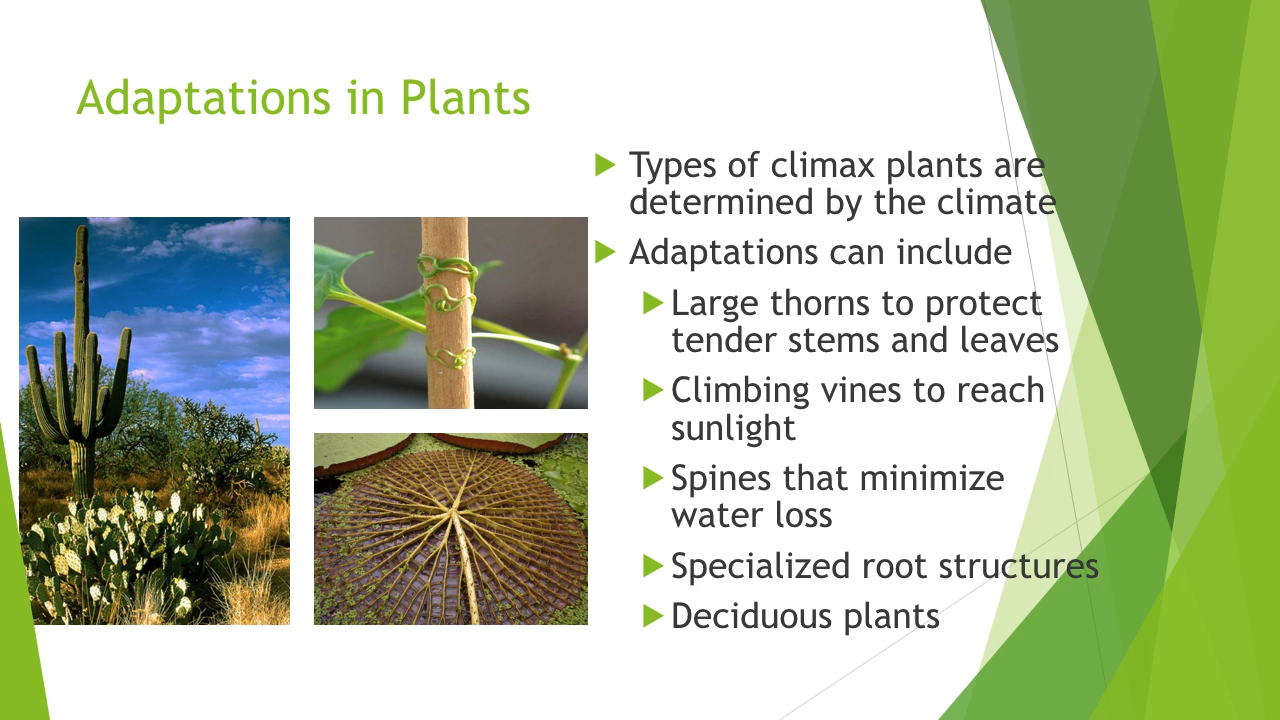 Adaptations in Plants
Types of climax plants are
determined by the climate
Adaptations can include
Large thorns to protect
tender stems and leaves
Climbing vines to reach
sunlight
Spines that minimize
water loss
Specialized root structures
Deciduous plants